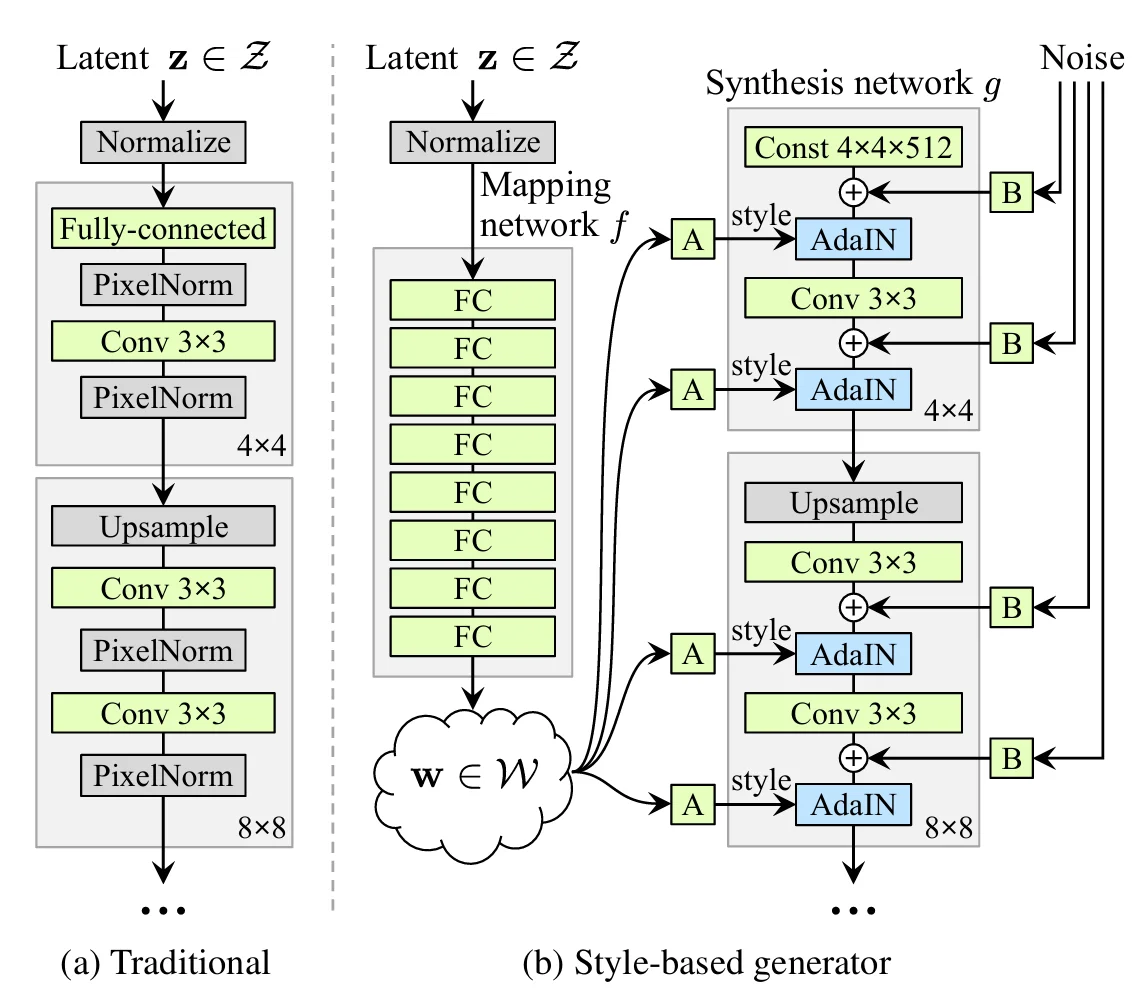 Latent z ∈ 𝒵
Normalize
Fully-connected
PixelNorm
Conv 3×3
PixelNorm
4×4
Upsample
Conv 3×3
PixelNorm
Conv 3×3
PixelNorm
8×8
...
(a) Traditional
Latent z ∈ 𝒵
Normalize
Mapping
network f
FC
FC
FC
FC
FC
FC
FC
FC
w ∈ 𝒲
Synthesis network g
Noise
Const 4×4×512
+
B
A
style
AdaIN
Conv 3×3
+
B
A
style
AdaIN
4×4
Upsample
Conv 3×3
+
B
A
style
AdaIN
Conv 3×3
+
B
A
style
AdaIN
8×8
...
(b) Style-based generator